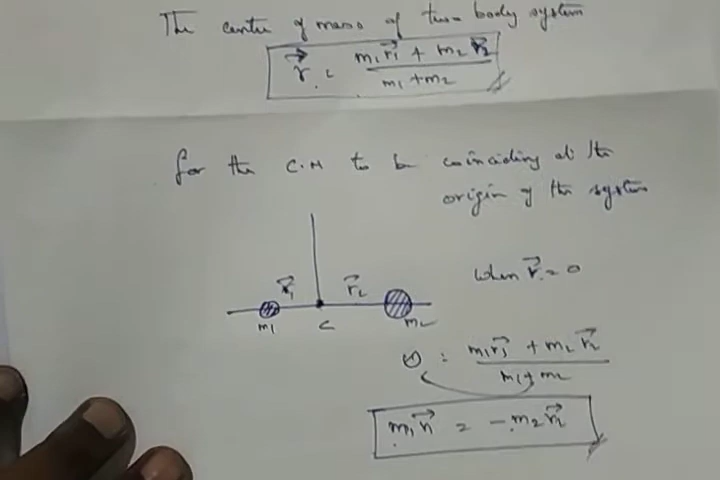 The center of mass of two body system
r⃗ = m₁r⃗₁ + m₂r⃗₂ / m₁+m₂
for the C.M to be coinciding at the
origin of the system
r⃗₁ r⃗₂
when r⃗ = 0
m₁ C m₂
0 = m₁r⃗₁ + m₂r⃗₂ / m₁+m₂
m₁r⃗₁ = -m₂r⃗₂